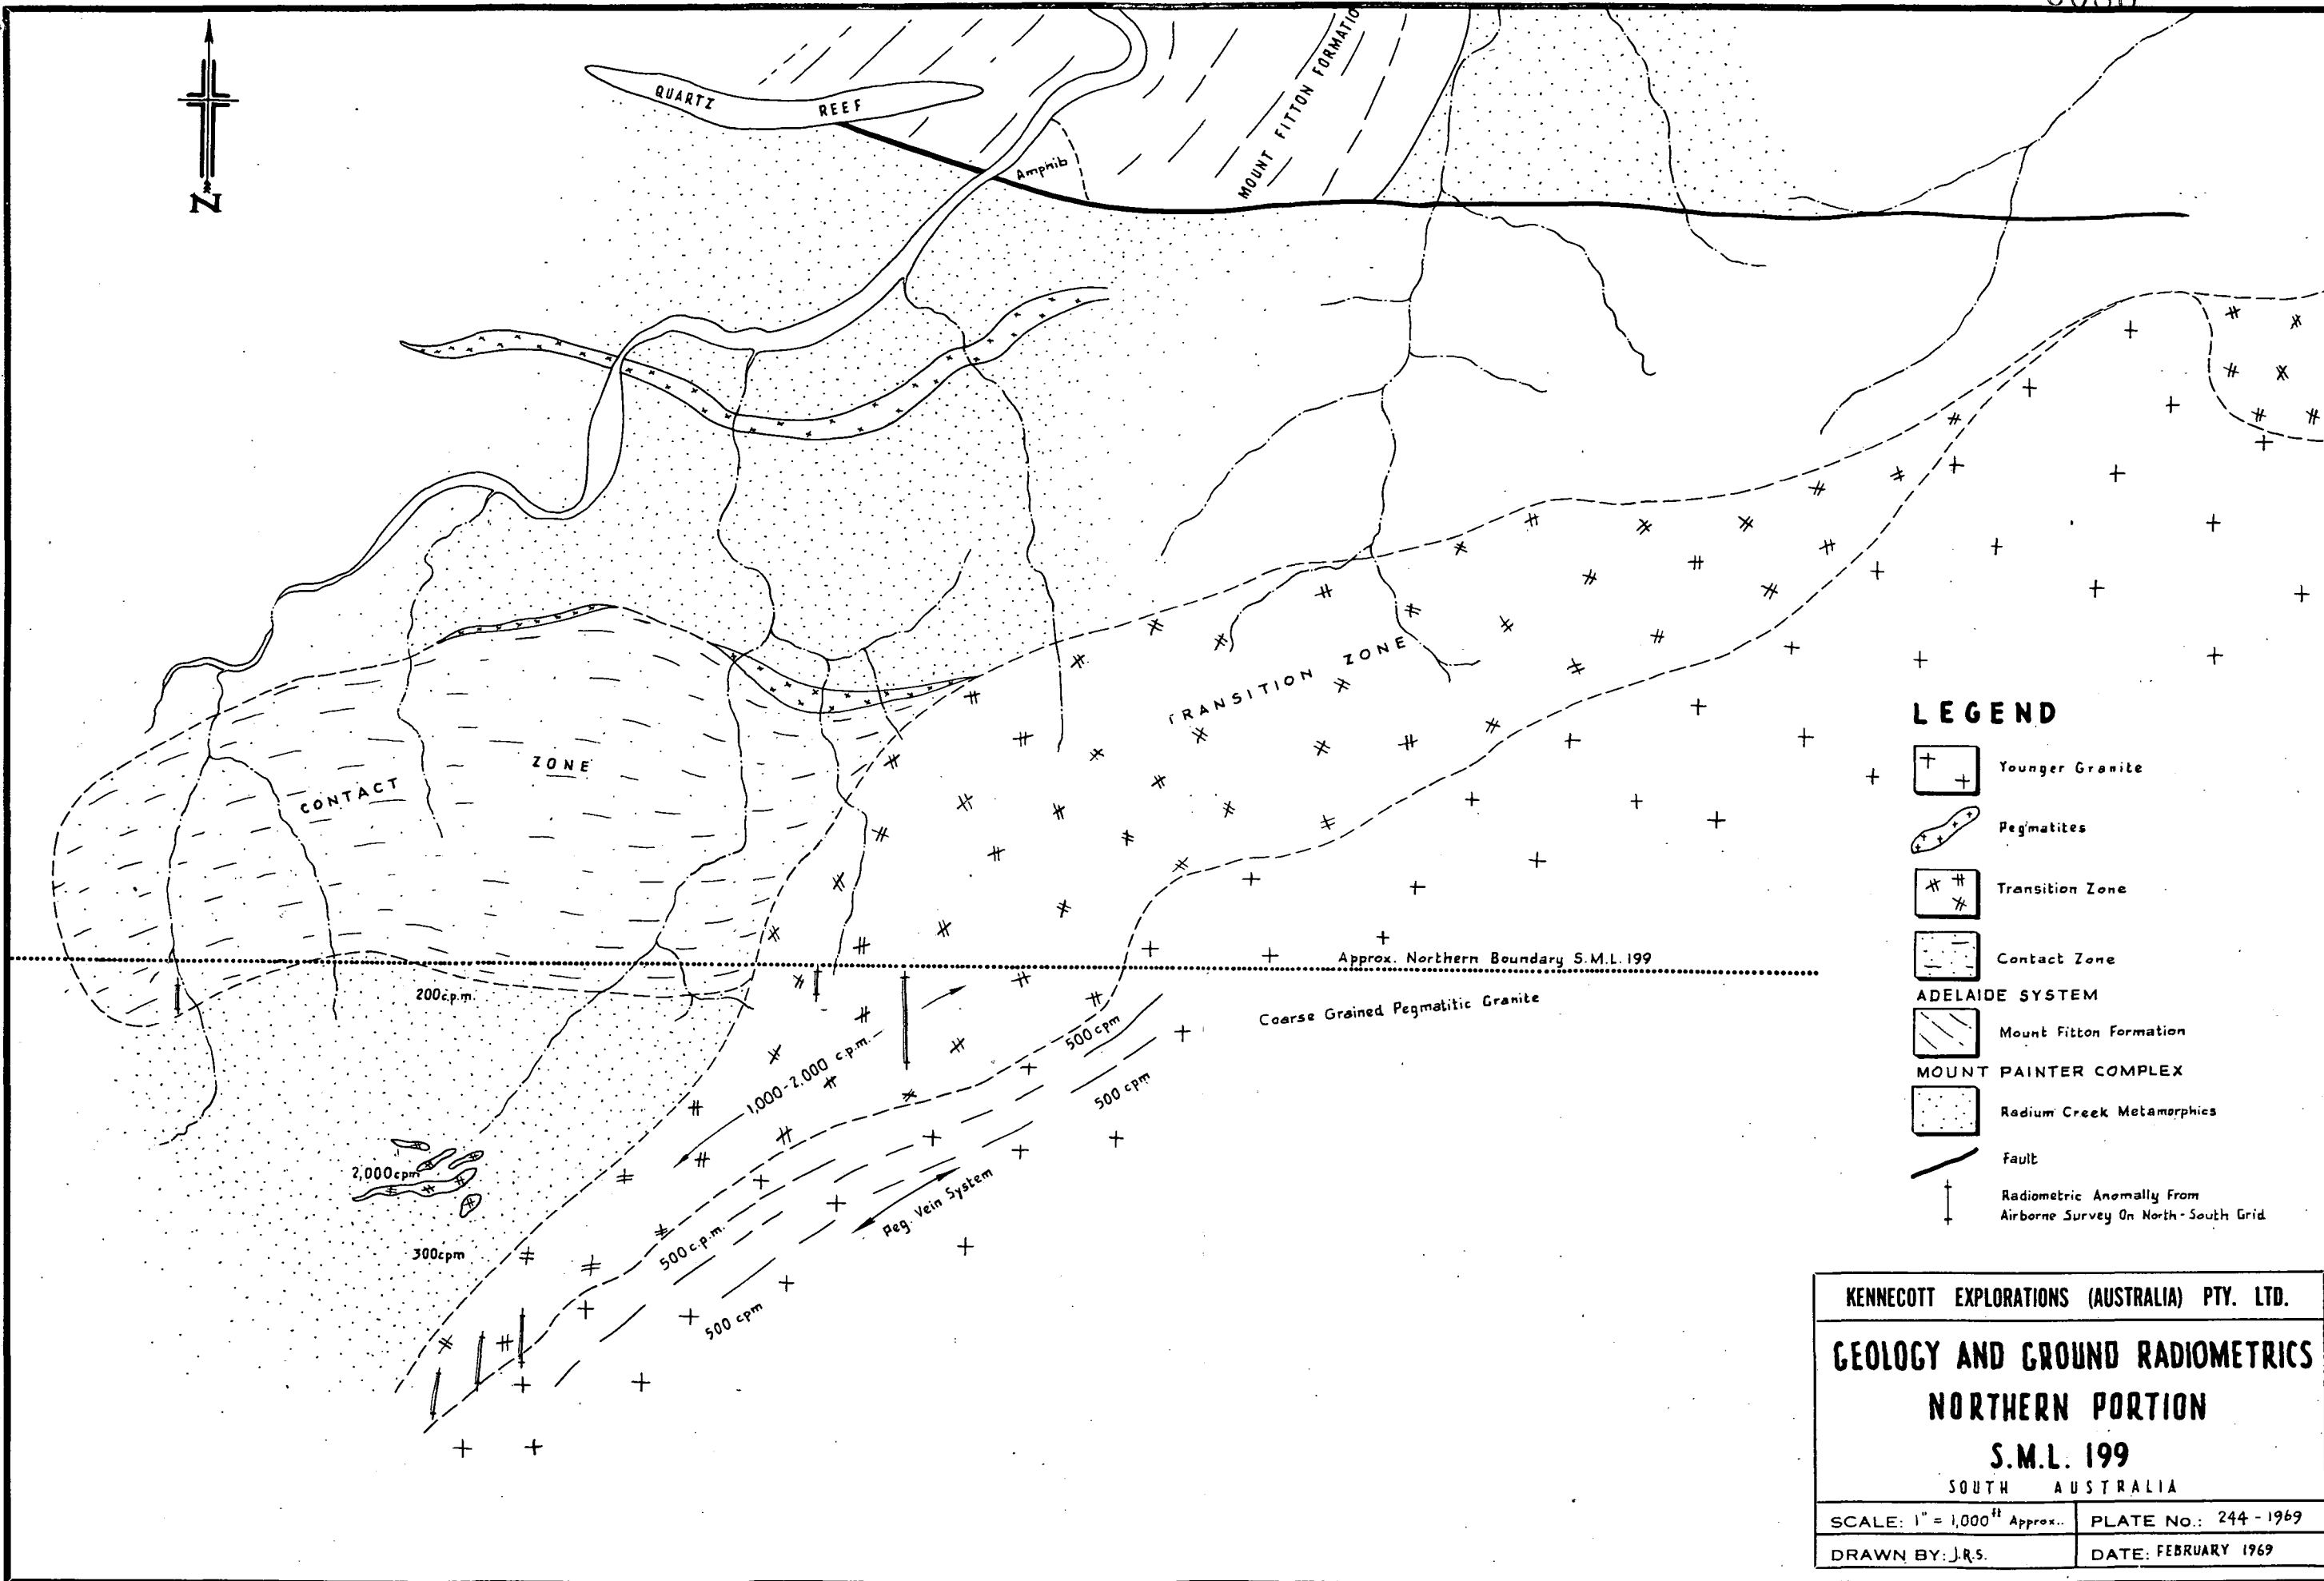 N
QUARTZ REEF
MOUNT FITTON FORMATIO
Amphib
TRANSITION ZONE
CONTACT ZONE
Approx. Northern Boundary S.M.L. 199
200c.p.m.
Coarse Grained Pegmatitic Granite
500cpm
1,000-2,000 c.p.m.
500 cpm
2,000cpm
Peg. Vein System
500c.p.m.
300cpm
500 cpm
LEGEND
Younger Granite
Pegmatites
Transition Zone
Contact Zone
ADELAIDE SYSTEM
Mount Fitton Formation
MOUNT PAINTER COMPLEX
Radium Creek Metamorphics
Fault
Radiometric Anomally From
Airborne Survey On North-South Grid
KENNECOTT EXPLORATIONS (AUSTRALIA) PTY. LTD.
GEOLOGY AND GROUND RADIOMETRICS
NORTHERN PORTION
S.M.L. 199
SOUTH AUSTRALIA
SCALE: 1" = 1,000ft Approx..
PLATE No.: 244-1969
DRAWN BY: J.R.S.
DATE: FEBRUARY 1969